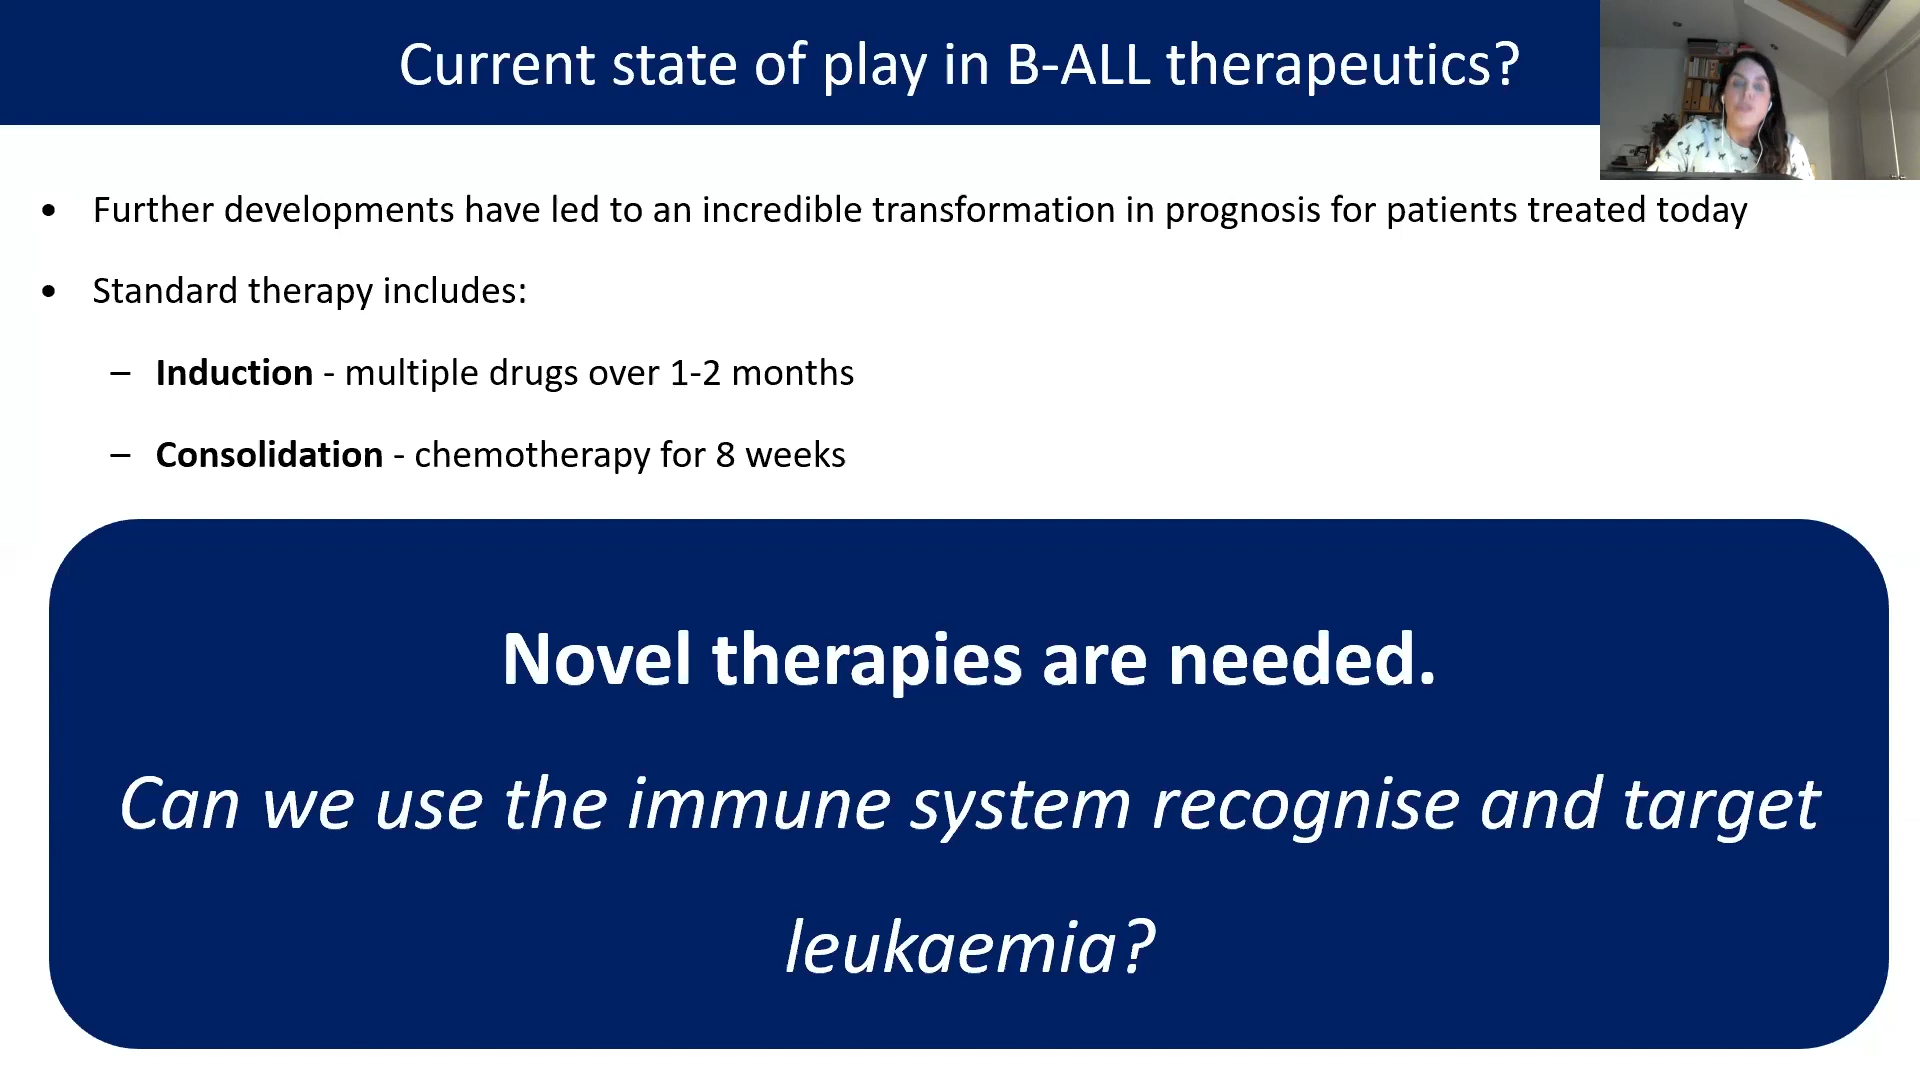 Current state of play in B-ALL therapeutics?
• Further developments have led to an incredible transformation in prognosis for patients treated today
• Standard therapy includes:
– Induction - multiple drugs over 1-2 months
– Consolidation - chemotherapy for 8 weeks
Novel therapies are needed.
Can we use the immune system recognise and target
leukaemia?